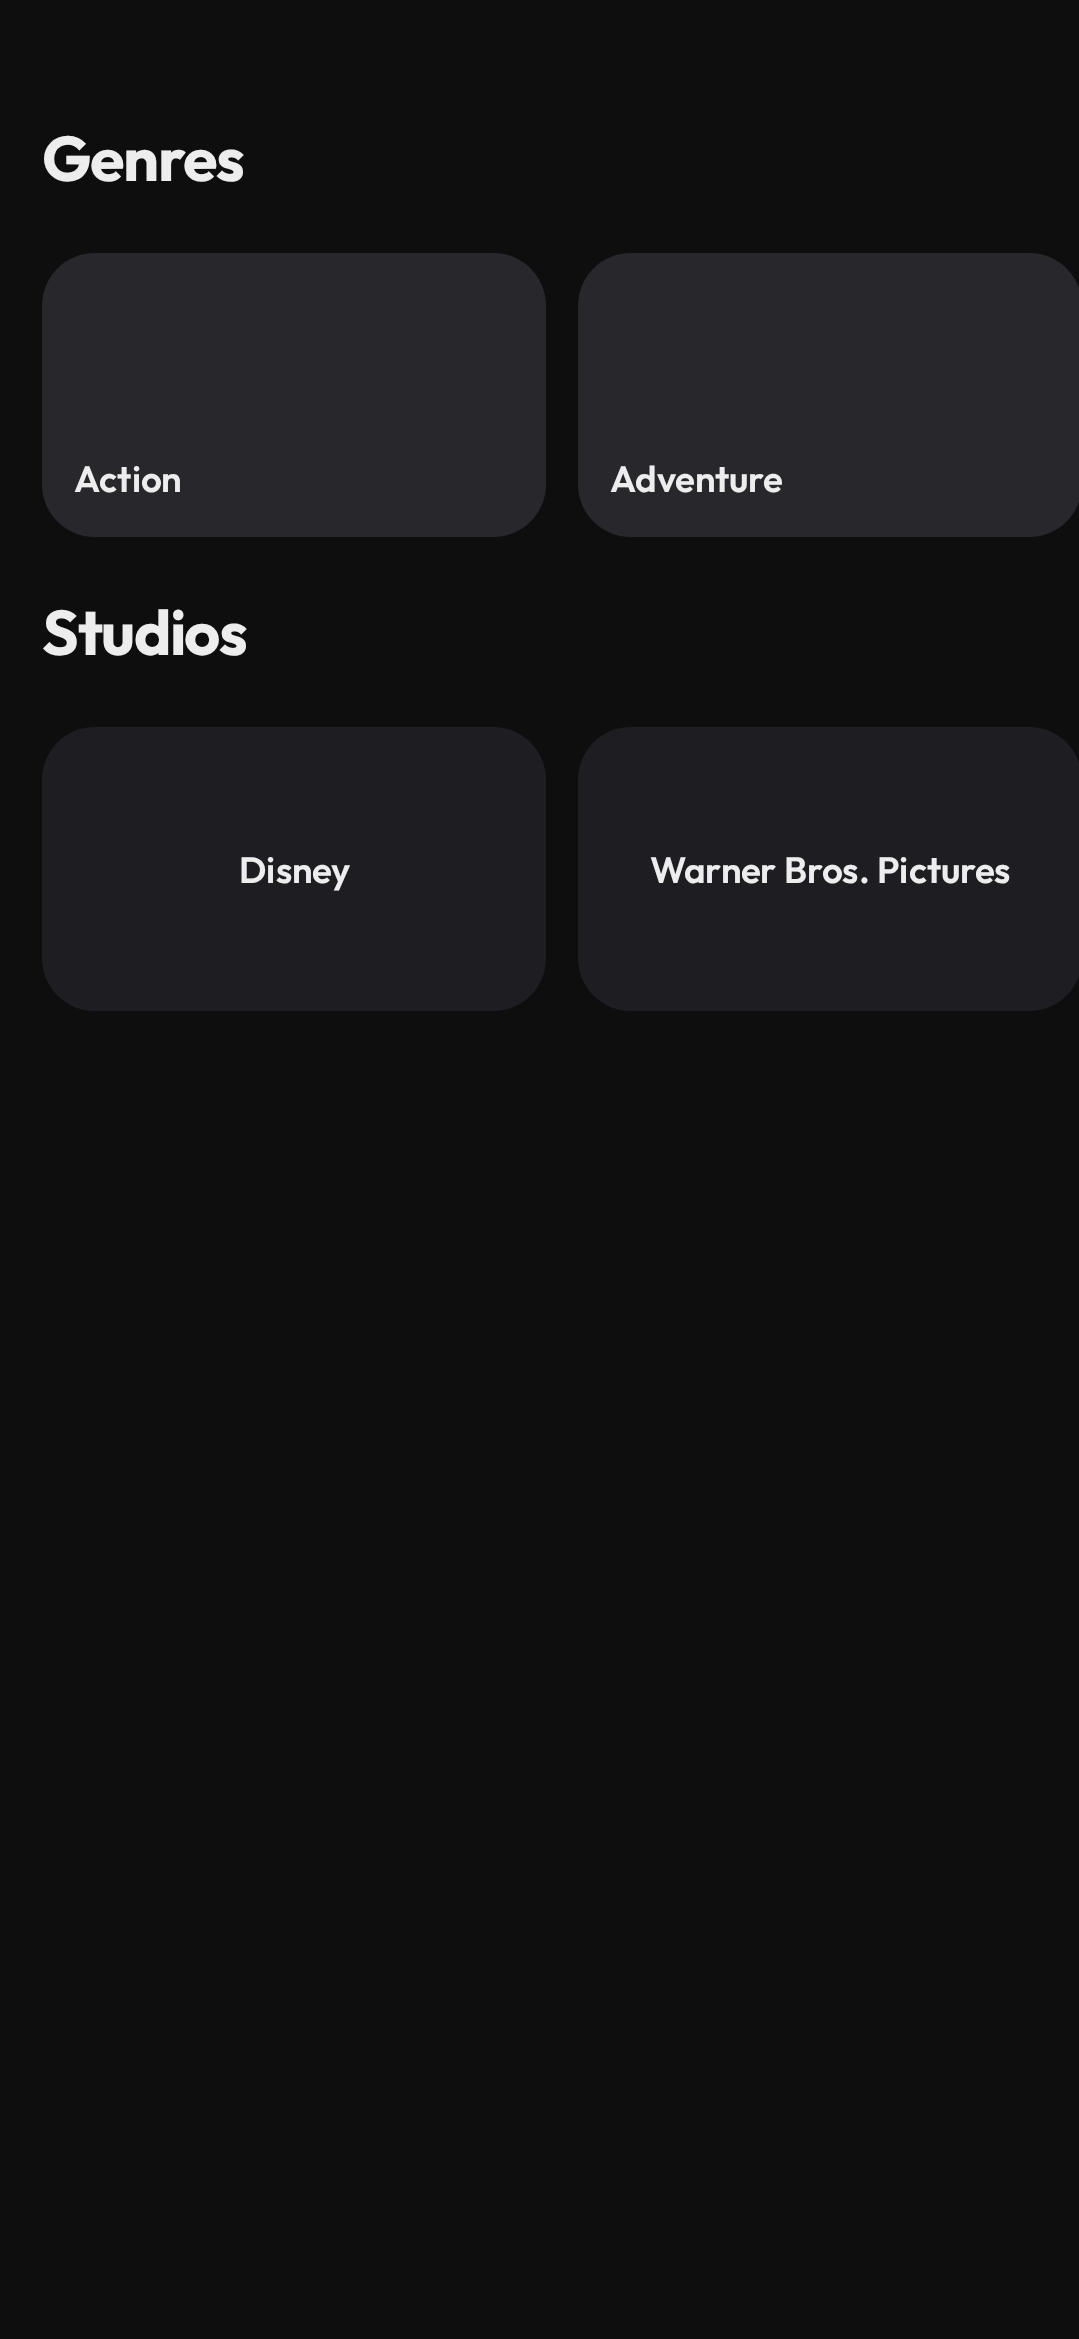 Genres
Action
Adventure
Studios
Disney
Warner Bros. Pictures